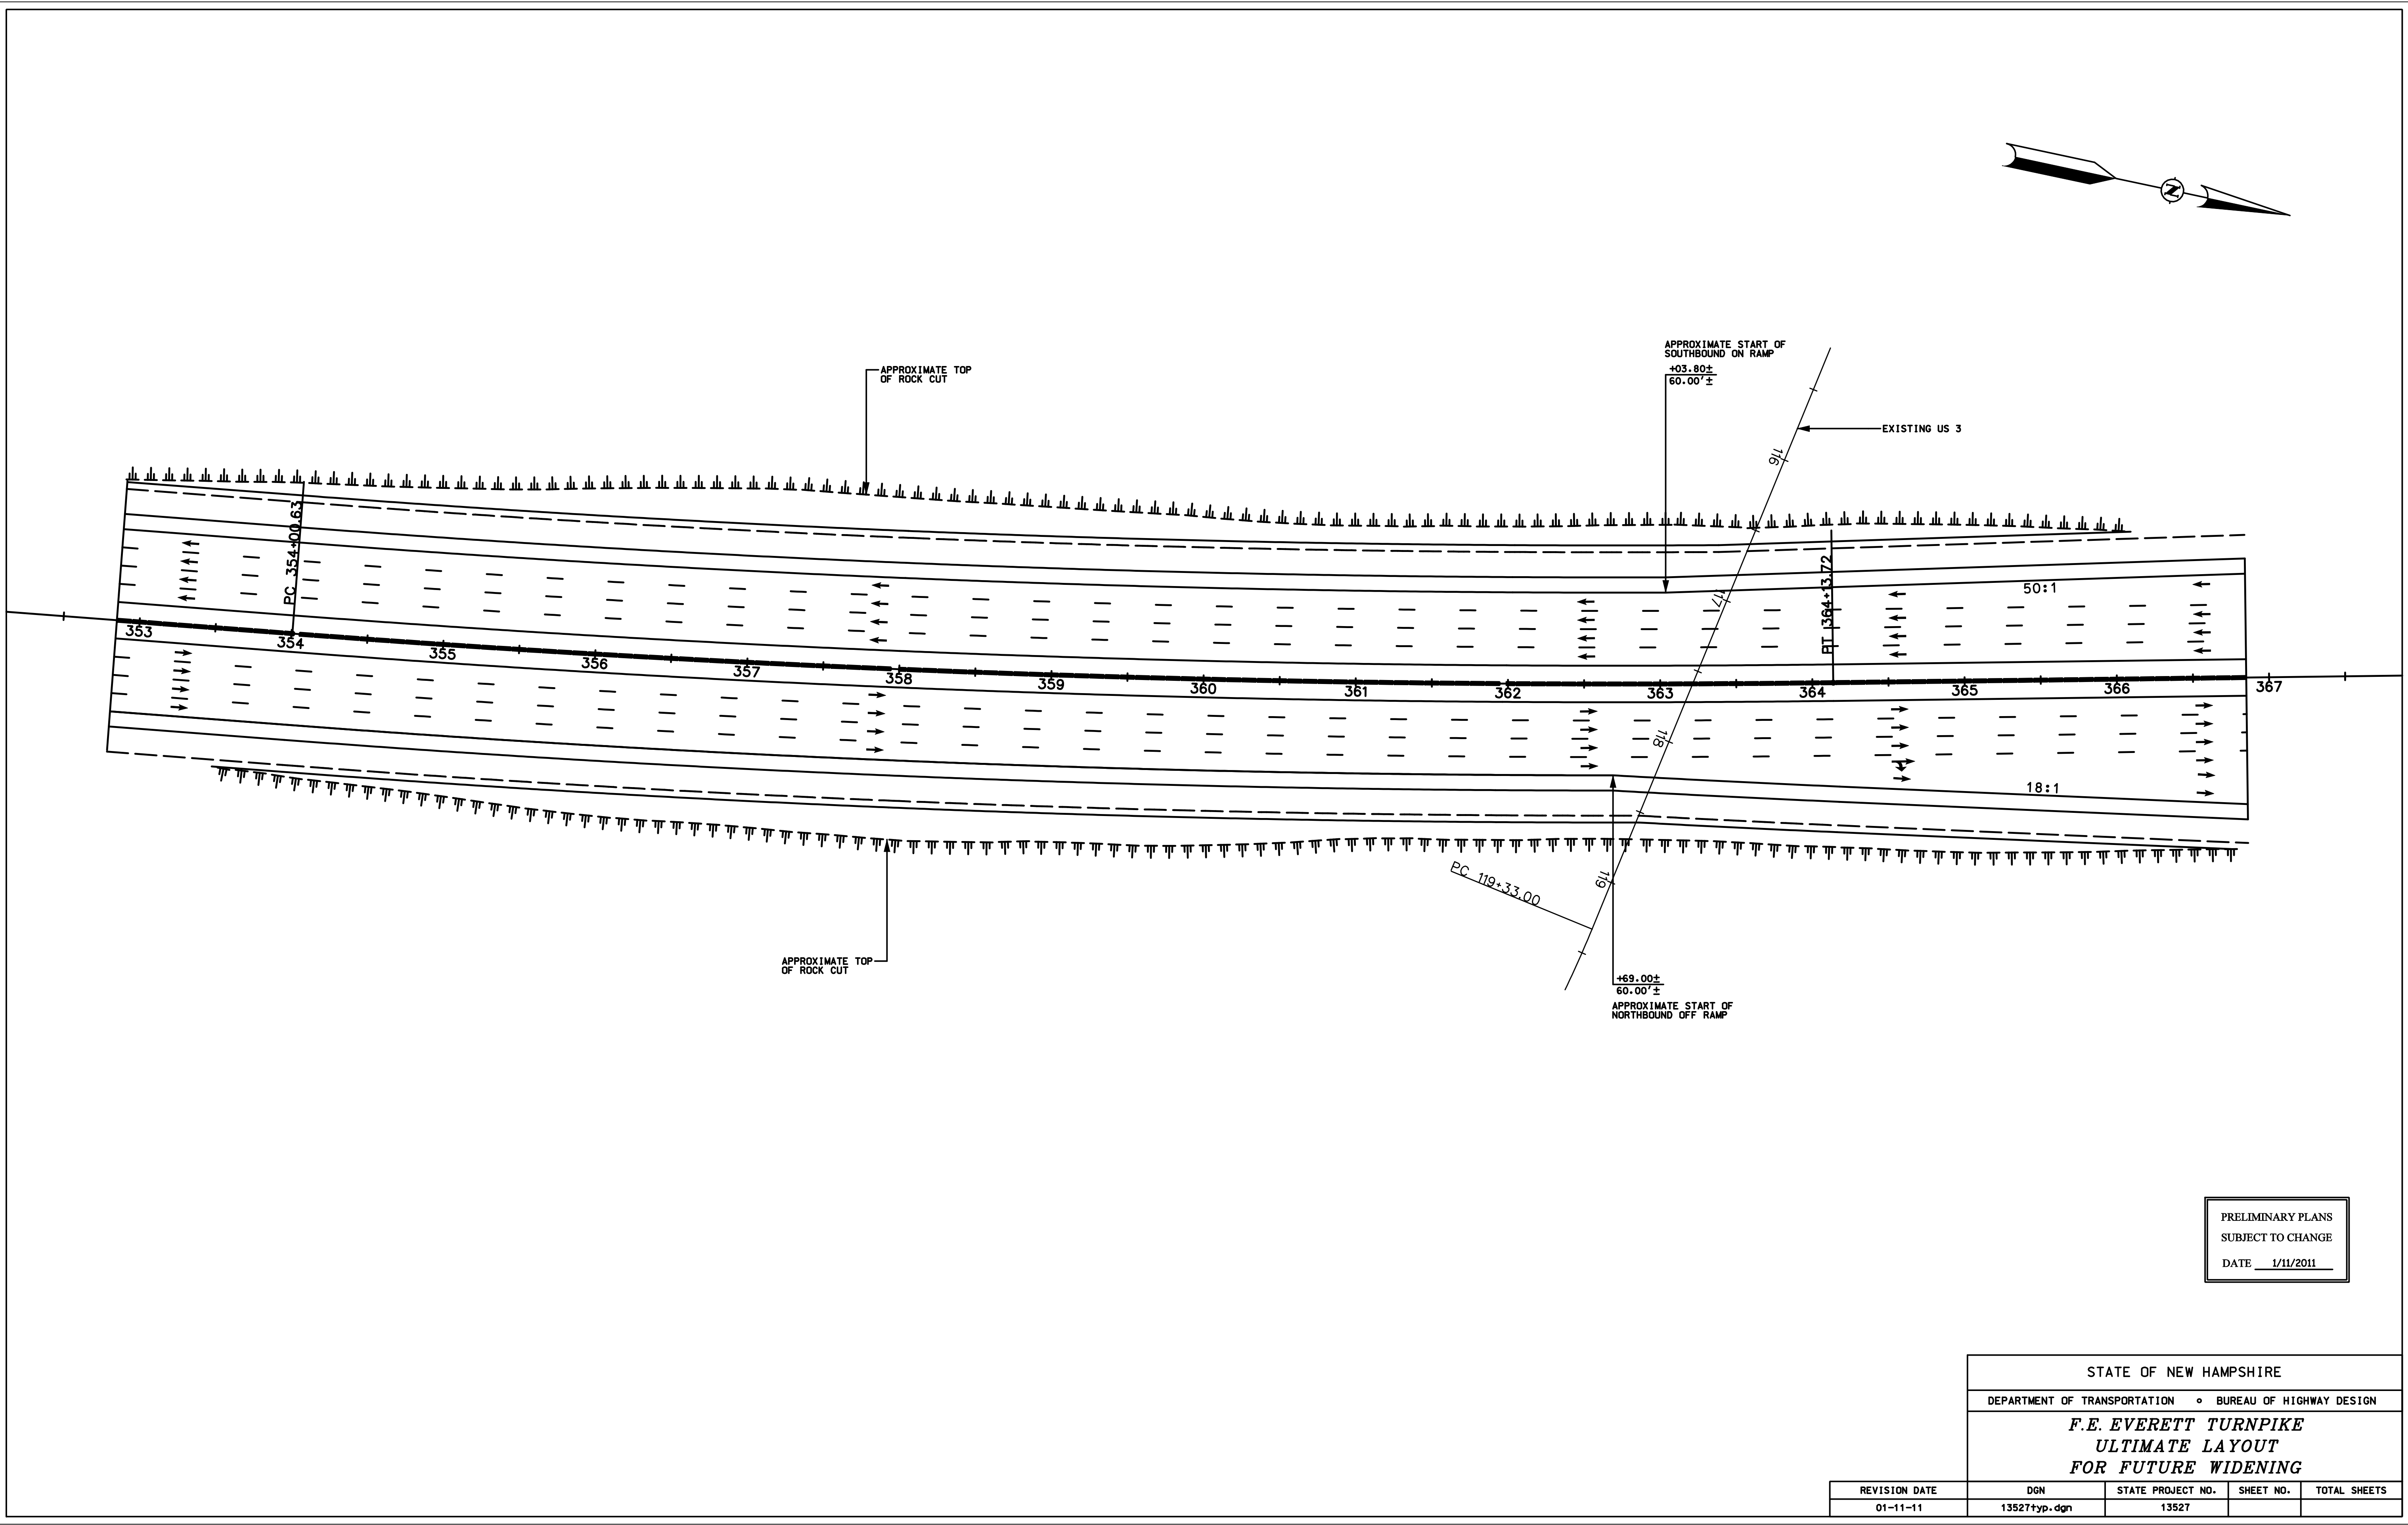 N
APPROXIMATE START OF
SOUTHBOUND ON RAMP
+03.80±
60.00'±
APPROXIMATE TOP
OF ROCK CUT
EXISTING US 3
116
117
118
119
PC 354+00.63
PT 364+13.72
50:1
353
354
355
356
357
358
359
360
361
362
363
364
365
366
367
18:1
PC 119+33.00
APPROXIMATE TOP
OF ROCK CUT
+69.00±
60.00'±
APPROXIMATE START OF
NORTHBOUND OFF RAMP
PRELIMINARY PLANS
SUBJECT TO CHANGE
DATE 1/11/2011
STATE OF NEW HAMPSHIRE
DEPARTMENT OF TRANSPORTATION ∘ BUREAU OF HIGHWAY DESIGN
F.E. EVERETT TURNPIKE
ULTIMATE LAYOUT
FOR FUTURE WIDENING
REVISION DATE DGN STATE PROJECT NO. SHEET NO. TOTAL SHEETS
01-11-11 13527typ.dgn 13527